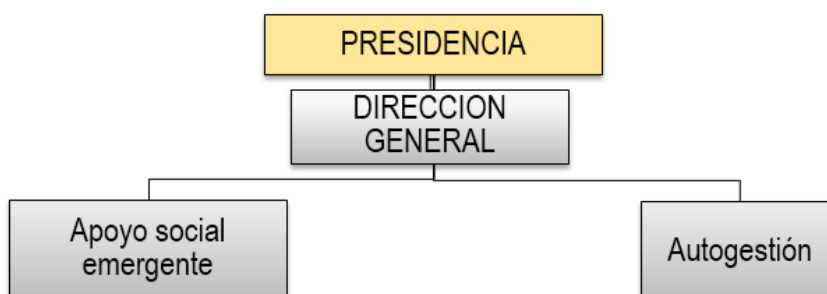 PRESIDENCIA
DIRECCION
GENERAL
Apoyo social
emergente
Autogestión